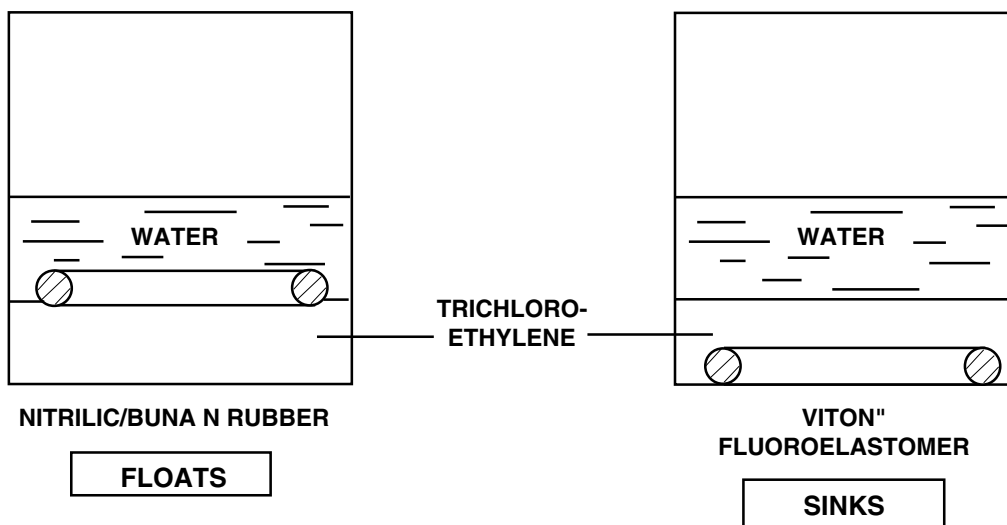 WATER
WATER
TRICHLORO-
ETHYLENE
NITRILIC/BUNA N RUBBER
FLOATS
VITON"
FLUOROELASTOMER
SINKS